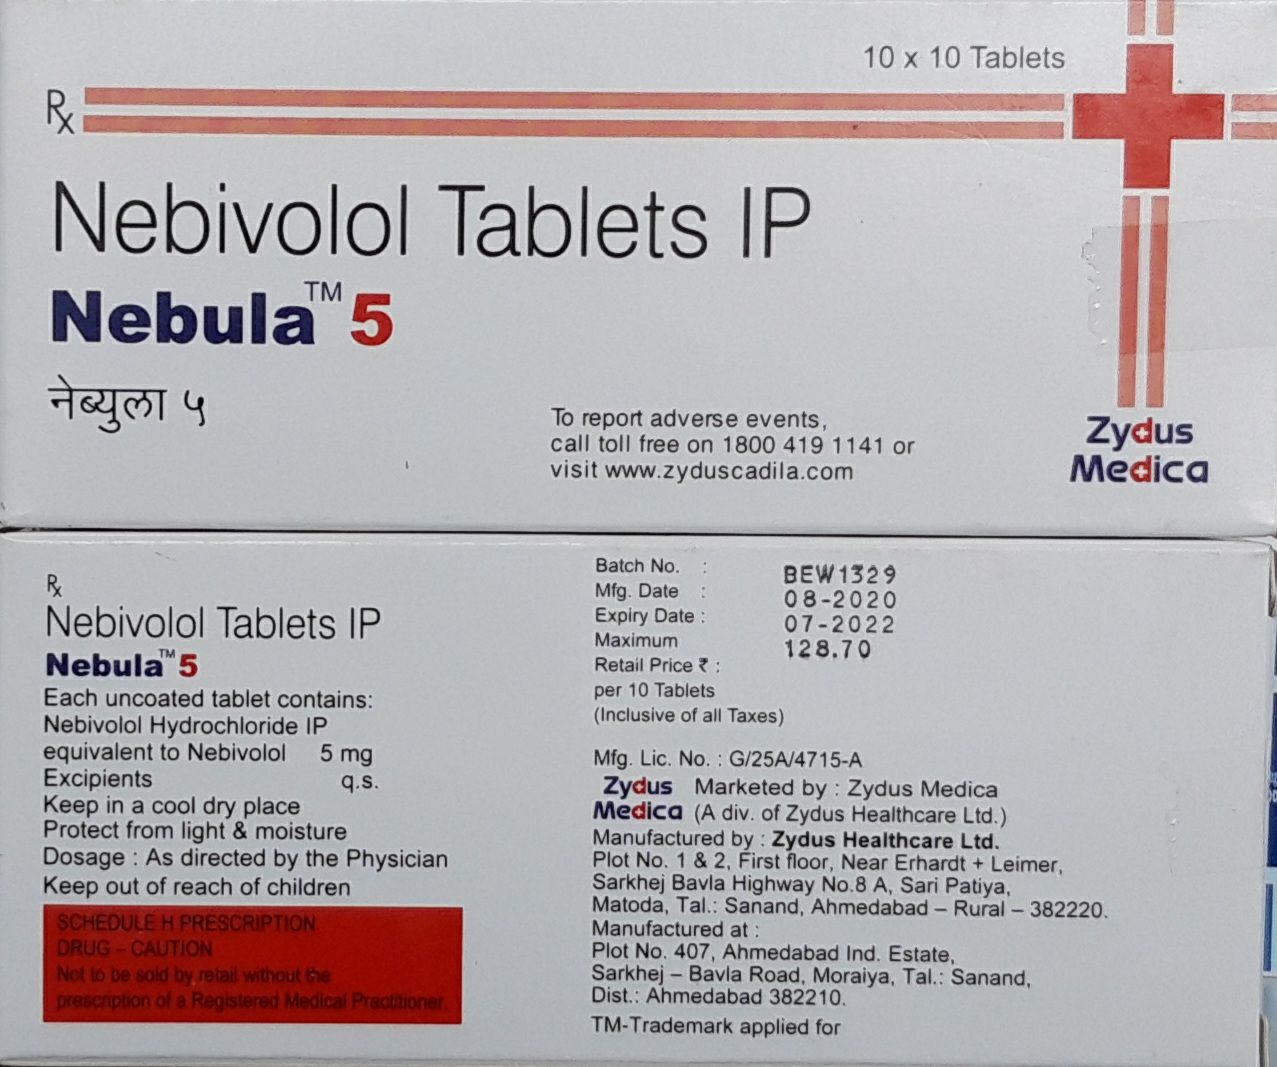 10 x 10 Tablets
Rx
Nebivolol Tablets IP
Nebula™ 5
नेब्युला ५
To report adverse events,
call toll free on 1800 419 1141 or
visit www.zyduscadila.com
Zydus
Medica
Rx
Nebivolol Tablets IP
Nebula™ 5
Each uncoated tablet contains:
Nebivolol Hydrochloride IP
equivalent to Nebivolol 5 mg
Excipients q.s.
Keep in a cool dry place
Protect from light & moisture
Dosage : As directed by the Physician
Keep out of reach of children
SCHEDULE H PRESCRIPTION
DRUG – CAUTION
Not to be sold by retail without the
prescription of a Registered Medical Practitioner.
Batch No. : BEW1329
Mfg. Date : 08-2020
Expiry Date : 07-2022
Maximum 128.70
Retail Price ₹ :
per 10 Tablets
(Inclusive of all Taxes)
Mfg. Lic. No. : G/25A/4715-A
Zydus Marketed by : Zydus Medica
Medica (A div. of Zydus Healthcare Ltd.)
Manufactured by : Zydus Healthcare Ltd.
Plot No. 1 & 2, First floor, Near Erhardt + Leimer,
Sarkhej Bavla Highway No.8 A, Sari Patiya,
Matoda, Tal.: Sanand, Ahmedabad – Rural – 382220.
Manufactured at :
Plot No. 407, Ahmedabad Ind. Estate,
Sarkhej – Bavla Road, Moraiya, Tal.: Sanand,
Dist.: Ahmedabad 382210.
TM-Trademark applied for